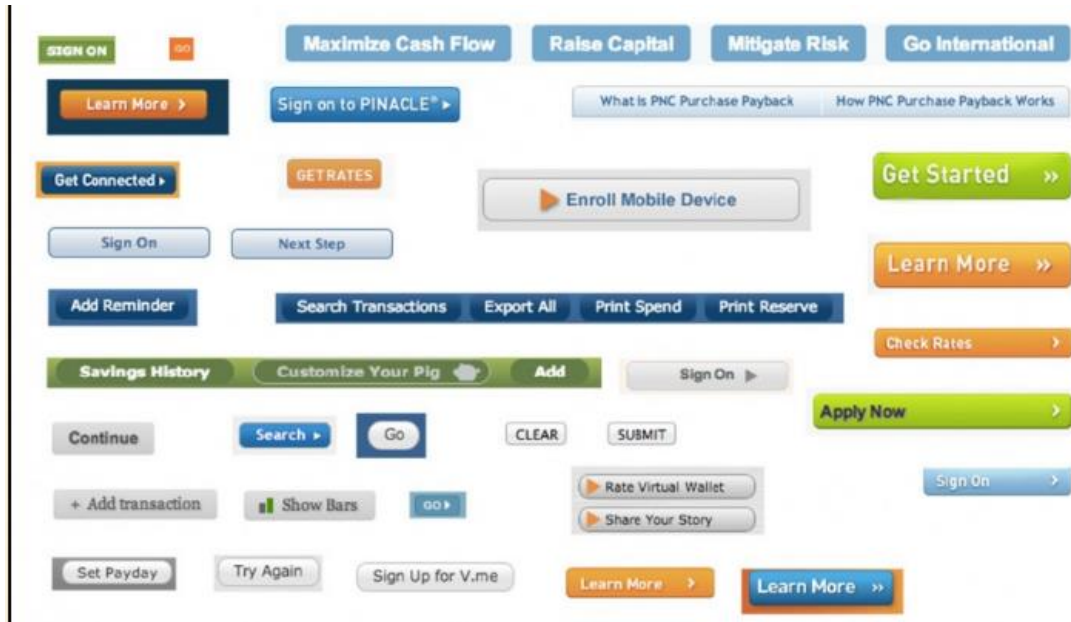 SIGN ON
GO
Maximize Cash Flow
Raise Capital
Mitigate Risk
Go International
Learn More
Sign on to PINACLE®
What is PNC Purchase Payback
How PNC Purchase Payback Works
Get Connected
GET RATES
Enroll Mobile Device
Get Started
Sign On
Next Step
Learn More
Add Reminder
Search Transactions
Export All
Print Spend
Print Reserve
Check Rates
Savings History
Customize Your Pig
Add
Sign On
Apply Now
Continue
Search
Go
CLEAR
SUBMIT
Sign On
+ Add transaction
Show Bars
GO
Rate Virtual Wallet
Share Your Story
Set Payday
Try Again
Sign Up for V.me
Learn More
Learn More